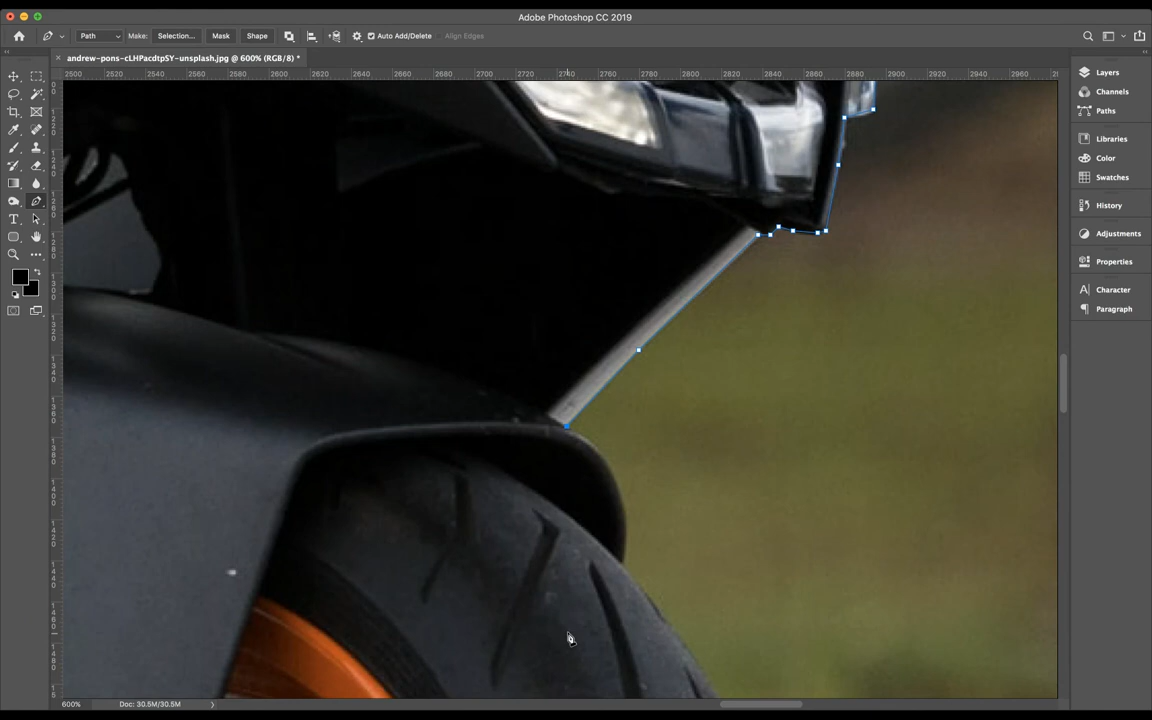 Adobe Photoshop CC 2019
Path Make: Selection... Mask Shape Auto Add/Delete Align Edges
andrew-pons-cLHPacdtpSY-unsplash.jpg @ 600% (RGB/8) *
2500 2520 2540 2560 2580 2600 2620 2640 2660 2680 2700 2720 2740 2760 2780 2800 2820 2840 2860 2880 2900 2920 2940 2960
Layers
Channels
Paths
Libraries
Color
Swatches
History
Adjustments
Properties
Character
Paragraph
600% Doc: 30.5M/30.5M